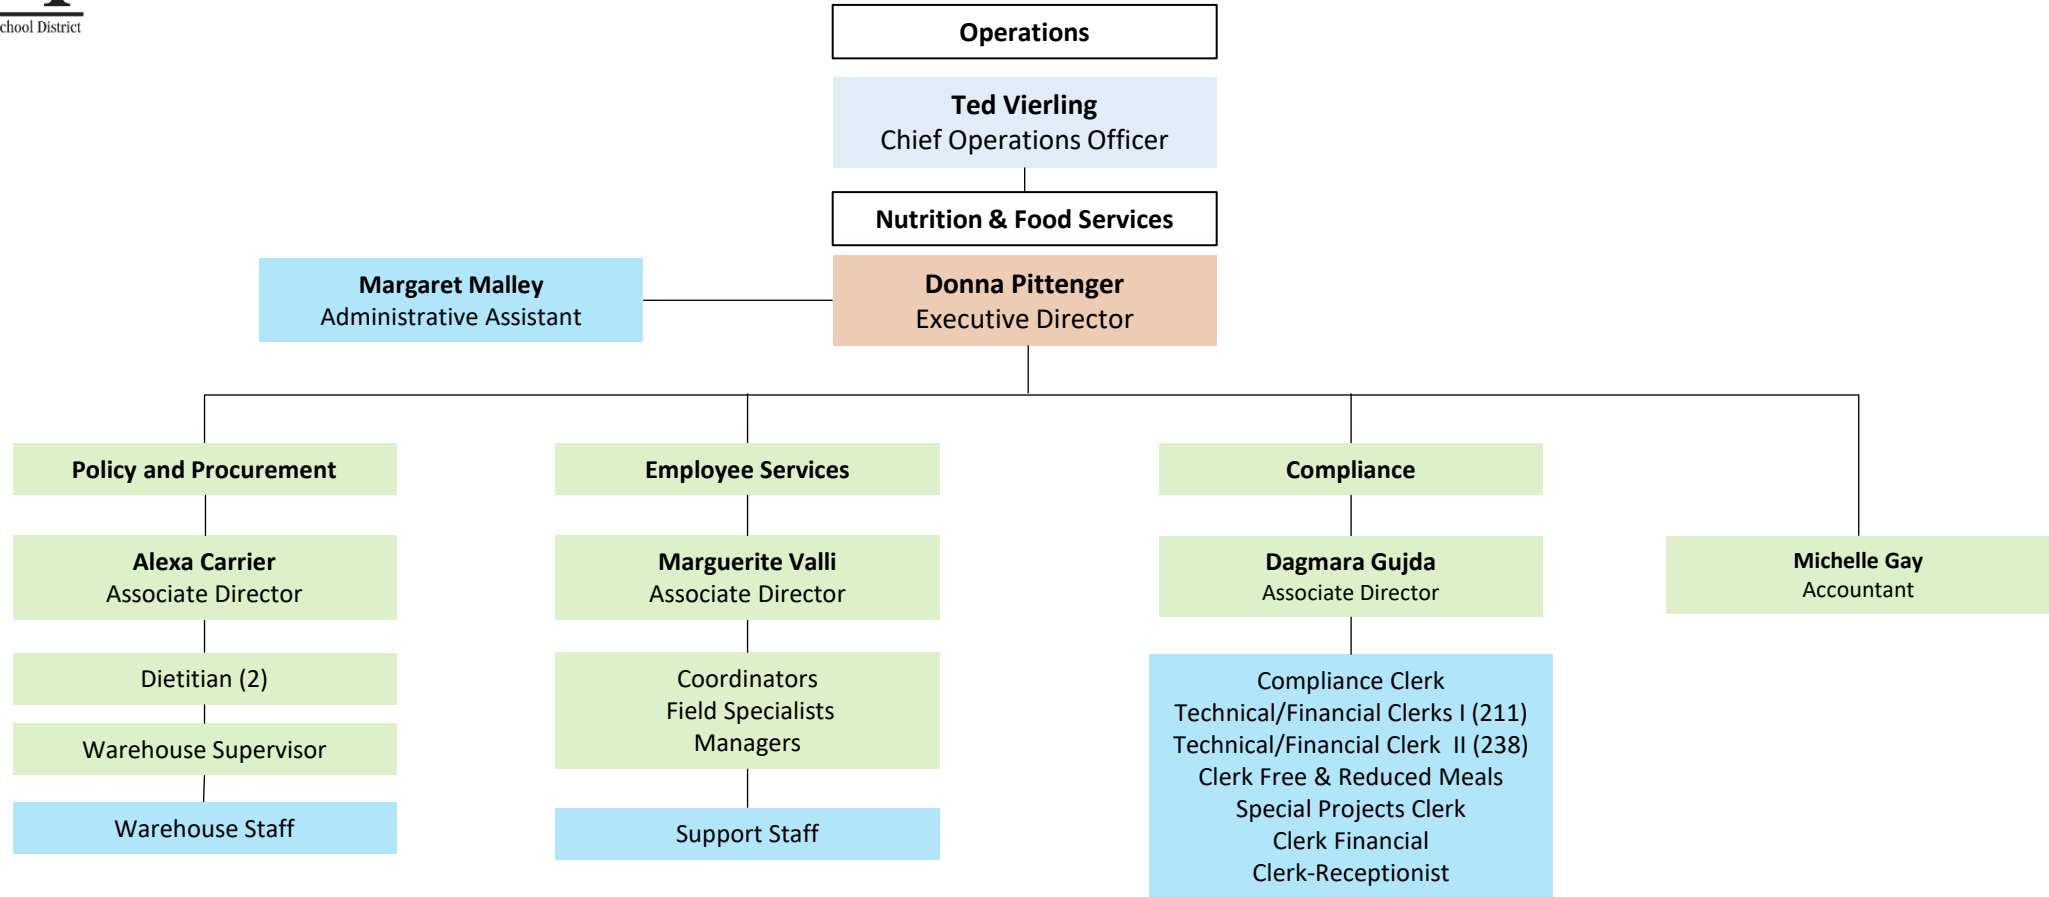 School District
Operations
Ted Vierling
Chief Operations Officer
Nutrition & Food Services
Margaret Malley
Administrative Assistant
Donna Pittenger
Executive Director
Policy and Procurement
Alexa Carrier
Associate Director
Dietitian (2)
Warehouse Supervisor
Warehouse Staff
Employee Services
Marguerite Valli
Associate Director
Coordinators
Field Specialists
Managers
Support Staff
Compliance
Dagmara Gujda
Associate Director
Compliance Clerk
Technical/Financial Clerks I (211)
Technical/Financial Clerk  II (238)
Clerk Free & Reduced Meals
Special Projects Clerk
Clerk Financial
Clerk-Receptionist
Michelle Gay
Accountant